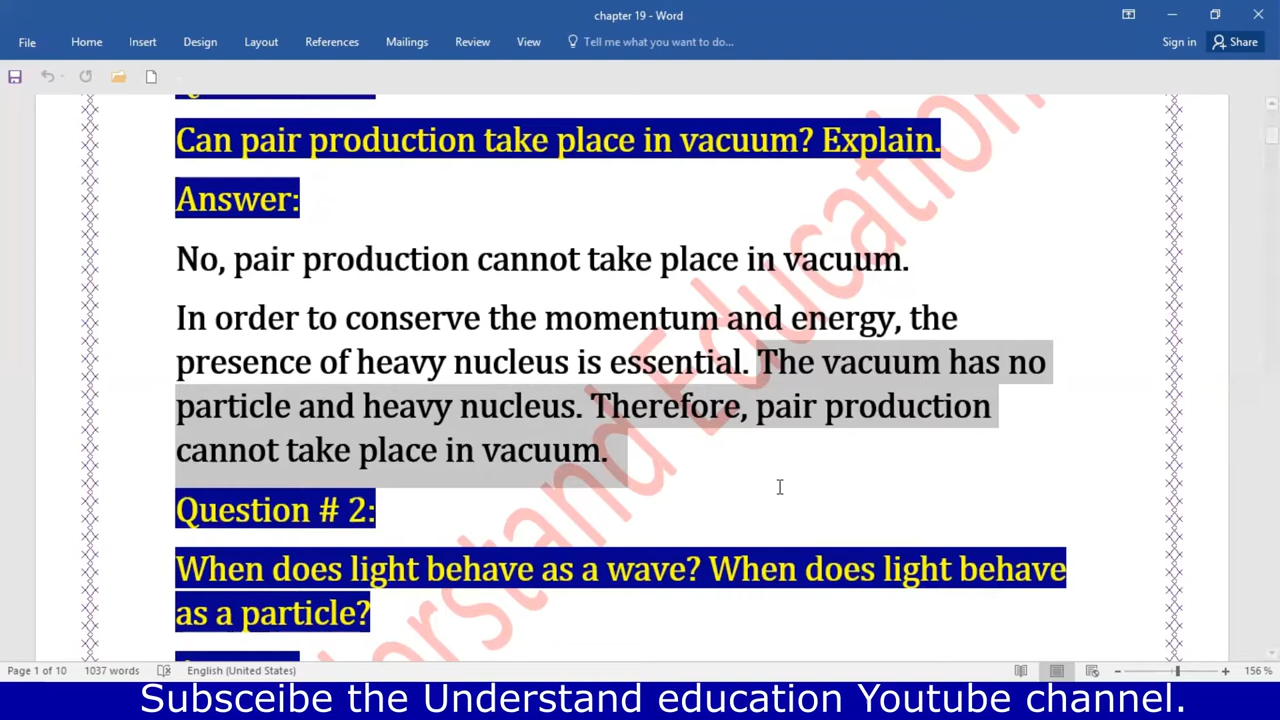 chapter 19 - Word
File Home Insert Design Layout References Mailings Review View Tell me what you want to do... Sign in Share
Can pair production take place in vacuum? Explain.
Answer:
No, pair production cannot take place in vacuum.
In order to conserve the momentum and energy, the
presence of heavy nucleus is essential. The vacuum has no
particle and heavy nucleus. Therefore, pair production
cannot take place in vacuum.
Question # 2:
When does light behave as a wave? When does light behave
as a particle?
erstand Education
Page 1 of 10 1037 words English (United States) 156 %
Subsceibe the Understand education Youtube channel.